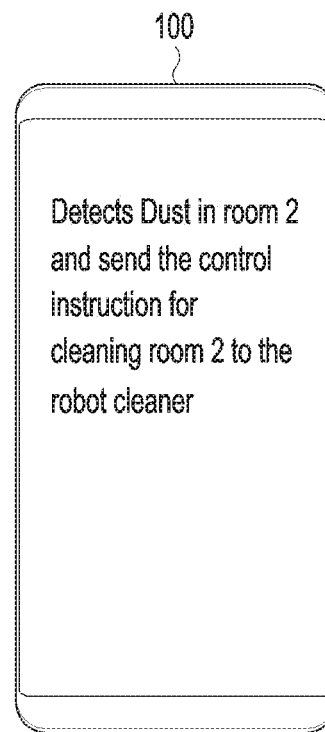 100
Detects Dust in room 2
and send the control
instruction for
cleaning room 2 to the
robot cleaner